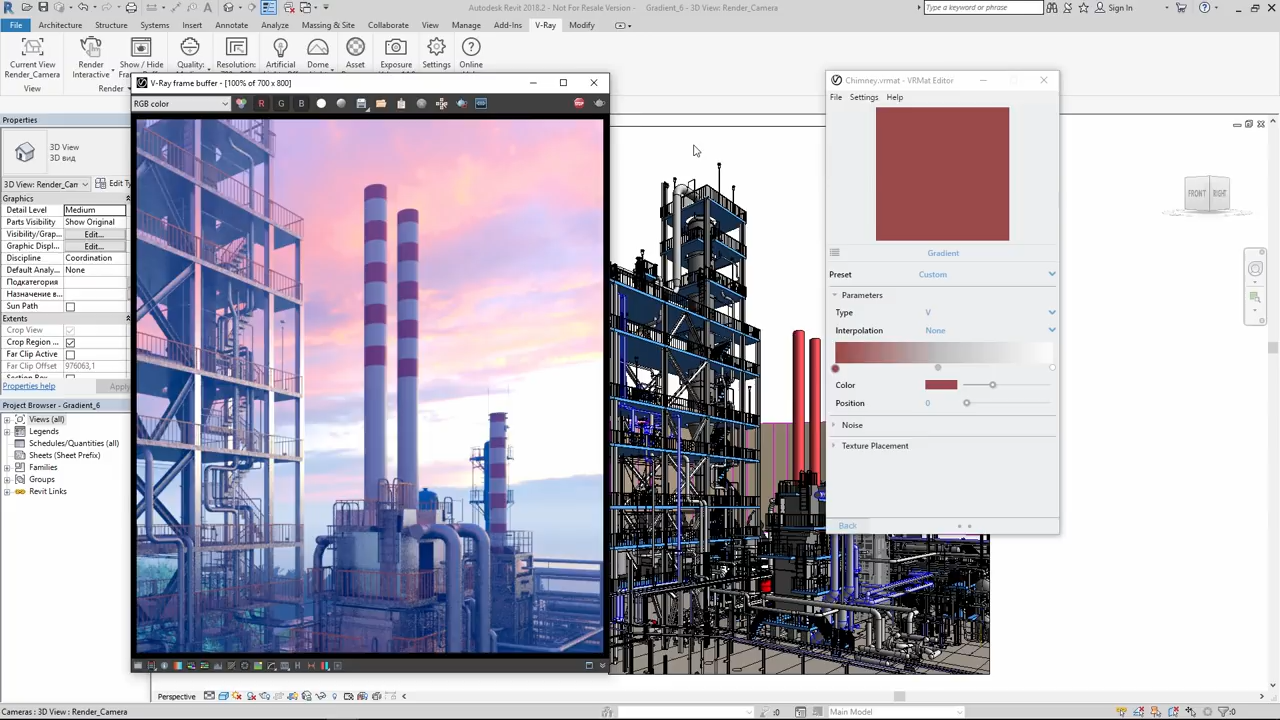 Autodesk Revit 2018.2 - Not For Resale Version - Gradient_6 - 3D View: Render_Camera
Type a keyword or phrase
Sign In
File Architecture Structure Systems Insert Annotate Analyze Massing & Site Collaborate View Manage Add-Ins V-Ray Modify
Current View
Render_Camera
Render
Interactive
Show / Hide
Quality:
Resolution:
Artificial
Dome
Asset
Exposure
Settings
Online
Help
View
Render
V-Ray frame buffer - [100% of 700 x 800]
RGB color
R G B
STOP
Properties
3D View
3D вид
3D View: Render_Can
Edit Ty
Graphics
Detail Level Medium
Parts Visibility Show Original
Visibility/Grap... Edit...
Graphic Displ... Edit...
Discipline Coordination
Default Analy... None
Подкатегория
Назначение в...
Sun Path
Extents
Crop View
Crop Region ...
Far Clip Active
Far Clip Offset 976063,1
Properties help
Apply
Project Browser - Gradient_6
Views (all)
Legends
Schedules/Quantities (all)
Sheets (Sheet Prefix)
Families
Groups
Revit Links
Chimney.vrmat - VRMat Editor
File Settings Help
Gradient
Preset Custom
Parameters
Type V
Interpolation None
Color
Position 0
Noise
Texture Placement
Back
FRONT RIGHT
Perspective
Cameras : 3D View : Render_Camera
:0
Main Model
:0